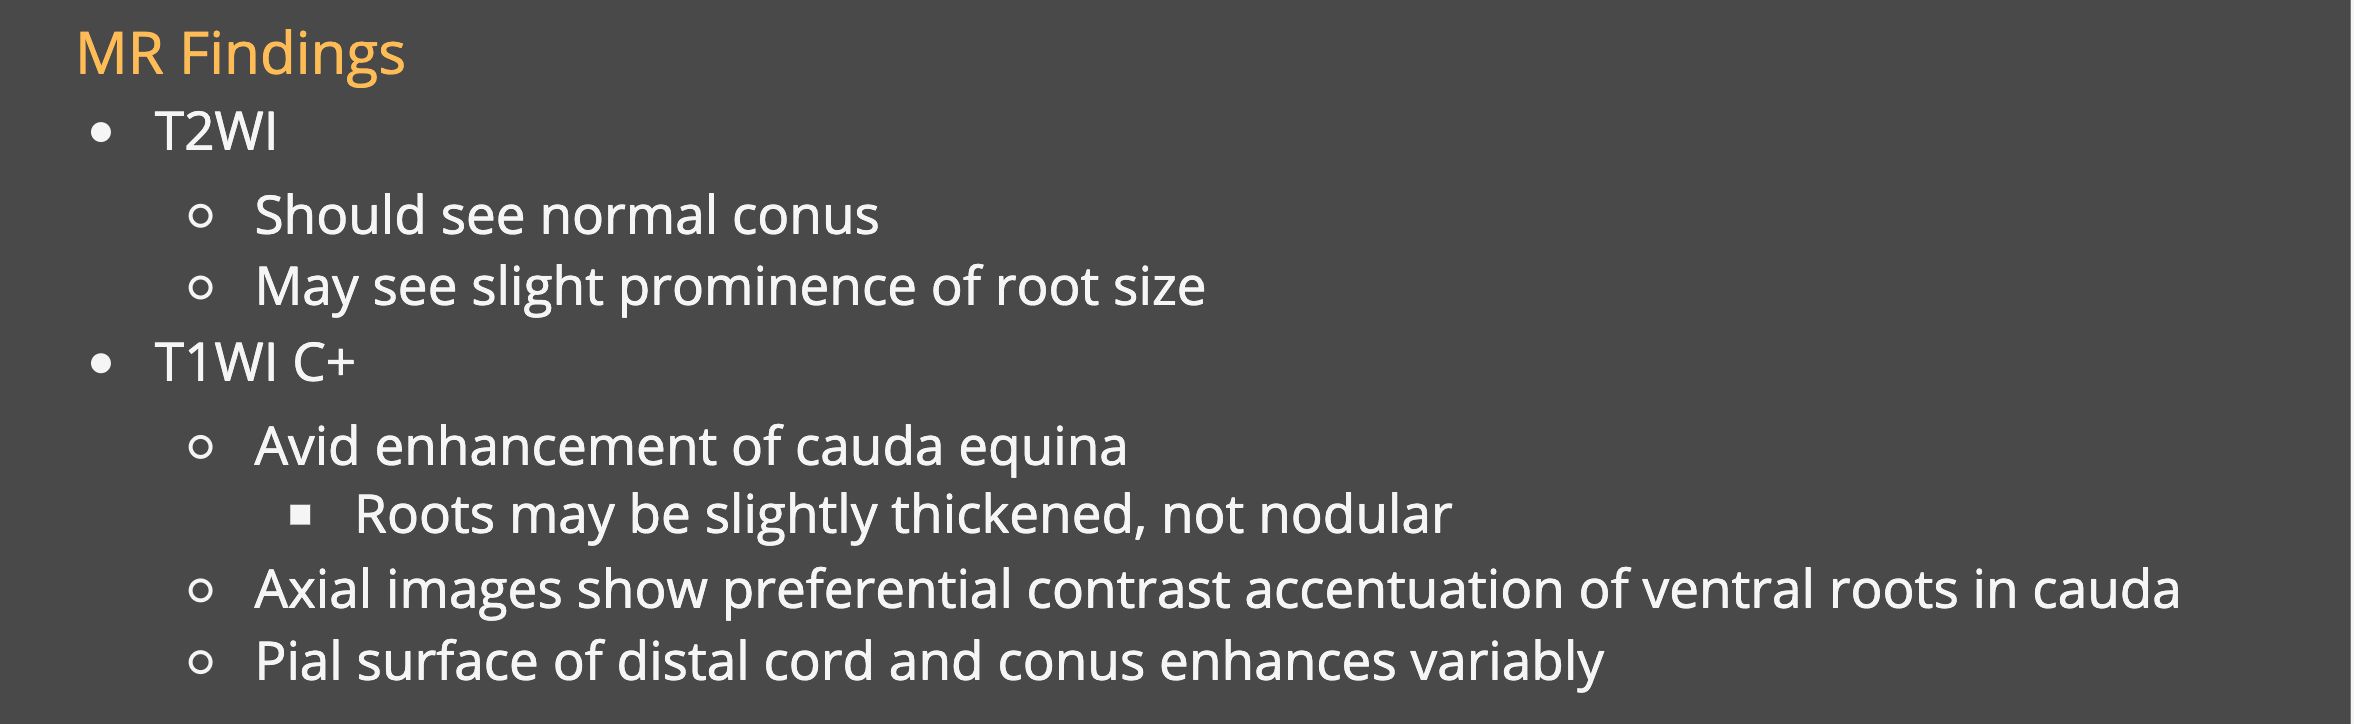 MR Findings
● T2WI
○ Should see normal conus
○ May see slight prominence of root size
● T1WI C+
○ Avid enhancement of cauda equina
■ Roots may be slightly thickened, not nodular
○ Axial images show preferential contrast accentuation of ventral roots in cauda
○ Pial surface of distal cord and conus enhances variably